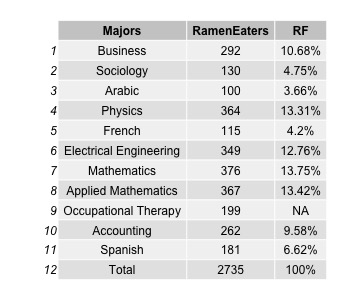 Majors RamenEaters RF
1 Business 292 10.68%
2 Sociology 130 4.75%
3 Arabic 100 3.66%
4 Physics 364 13.31%
5 French 115 4.2%
6 Electrical Engineering 349 12.76%
7 Mathematics 376 13.75%
8 Applied Mathematics 367 13.42%
9 Occupational Therapy 199 NA
10 Accounting 262 9.58%
11 Spanish 181 6.62%
12 Total 2735 100%